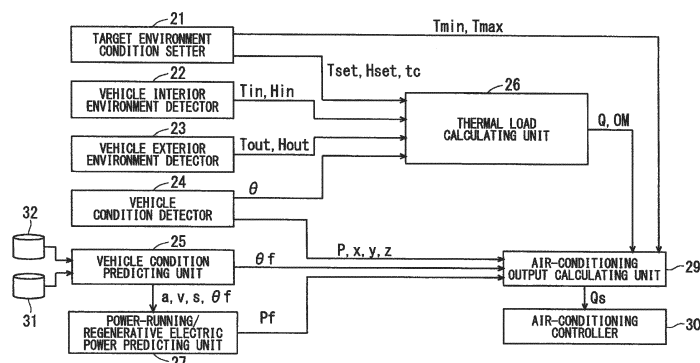 21
TARGET ENVIRONMENT
CONDITION SETTER
Tmin, Tmax
Tset, Hset, tc
22
VEHICLE INTERIOR
ENVIRONMENT DETECTOR
Tin, Hin
26
THERMAL LOAD
CALCULATING UNIT
Q, OM
23
VEHICLE EXTERIOR
ENVIRONMENT DETECTOR
Tout, Hout
24
VEHICLE
CONDITION DETECTOR
θ
P, x, y, z
32
31
25
VEHICLE CONDITION
PREDICTING UNIT
θf
a, v, s, θf
AIR-CONDITIONING
OUTPUT CALCULATING UNIT
29
Qs
POWER-RUNNING/
REGENERATIVE ELECTRIC
POWER PREDICTING UNIT
Pf
27
AIR-CONDITIONING
CONTROLLER
30